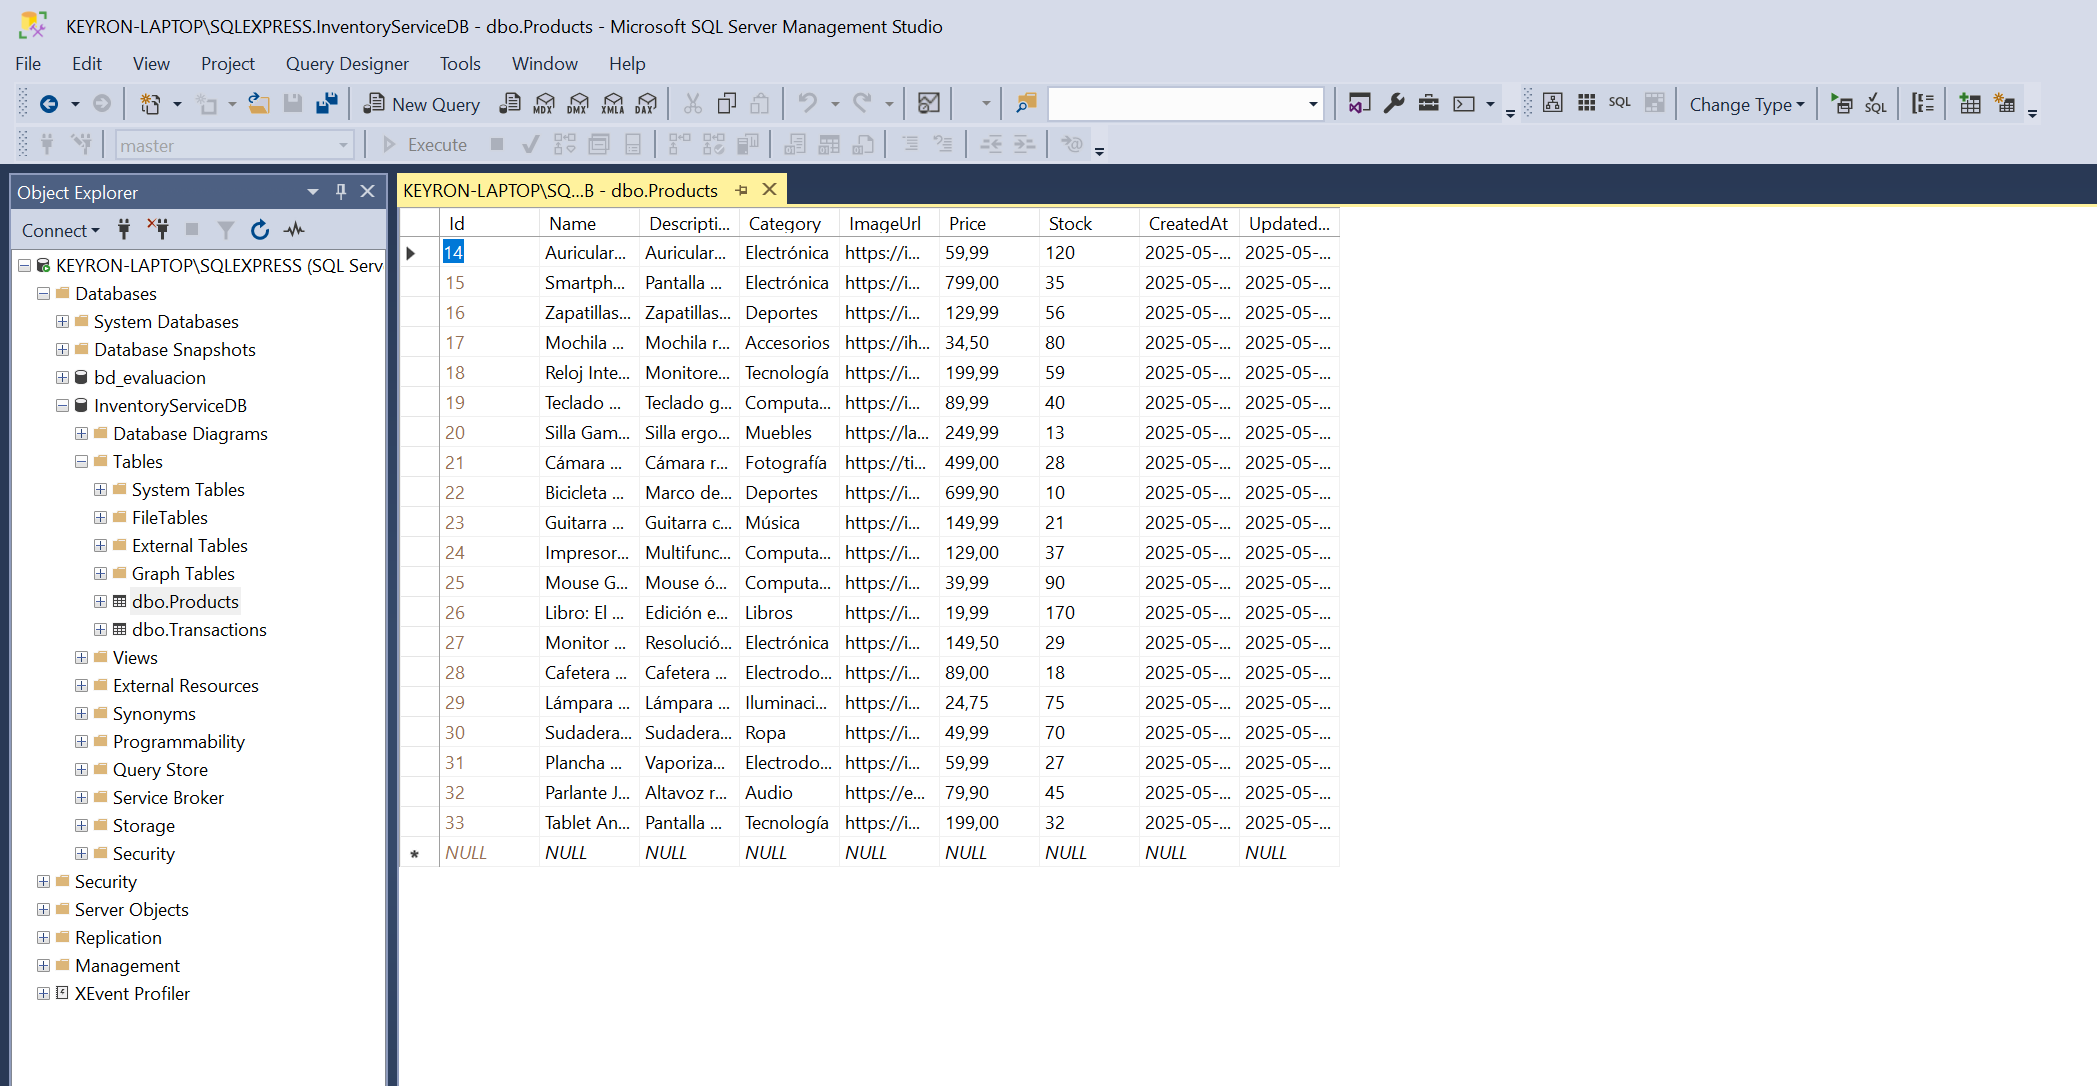 KEYRON-LAPTOP\SQLEXPRESS.InventoryServiceDB - dbo.Products - Microsoft SQL Server Management Studio
File Edit View Project Query Designer Tools Window Help
New Query MDX DMX XMLA DAX SQL Change Type SQL
master Execute
Object Explorer
Connect
KEYRON-LAPTOP\SQLEXPRESS (SQL Serv
Databases
System Databases
Database Snapshots
bd_evaluacion
InventoryServiceDB
Database Diagrams
Tables
System Tables
FileTables
External Tables
Graph Tables
dbo.Products
dbo.Transactions
Views
External Resources
Synonyms
Programmability
Query Store
Service Broker
Storage
Security
Security
Server Objects
Replication
Management
XEvent Profiler
KEYRON-LAPTOP\SQ...B - dbo.Products
Id Name Descripti... Category ImageUrl Price Stock CreatedAt Updated...
14 Auricular... Auricular... Electrónica https://i... 59,99 120 2025-05-... 2025-05-...
15 Smartph... Pantalla ... Electrónica https://i... 799,00 35 2025-05-... 2025-05-...
16 Zapatillas... Zapatillas... Deportes https://i... 129,99 56 2025-05-... 2025-05-...
17 Mochila ... Mochila r... Accesorios https://ih... 34,50 80 2025-05-... 2025-05-...
18 Reloj Inte... Monitore... Tecnología https://i... 199,99 59 2025-05-... 2025-05-...
19 Teclado ... Teclado g... Computa... https://i... 89,99 40 2025-05-... 2025-05-...
20 Silla Gam... Silla ergo... Muebles https://la... 249,99 13 2025-05-... 2025-05-...
21 Cámara ... Cámara r... Fotografía https://ti... 499,00 28 2025-05-... 2025-05-...
22 Bicicleta ... Marco de... Deportes https://i... 699,90 10 2025-05-... 2025-05-...
23 Guitarra ... Guitarra c... Música https://i... 149,99 21 2025-05-... 2025-05-...
24 Impresor... Multifunc... Computa... https://i... 129,00 37 2025-05-... 2025-05-...
25 Mouse G... Mouse ó... Computa... https://i... 39,99 90 2025-05-... 2025-05-...
26 Libro: El ... Edición e... Libros https://i... 19,99 170 2025-05-... 2025-05-...
27 Monitor ... Resolució... Electrónica https://i... 149,50 29 2025-05-... 2025-05-...
28 Cafetera ... Cafetera ... Electrodo... https://i... 89,00 18 2025-05-... 2025-05-...
29 Lámpara ... Lámpara ... Iluminaci... https://i... 24,75 75 2025-05-... 2025-05-...
30 Sudadera... Sudadera... Ropa https://i... 49,99 70 2025-05-... 2025-05-...
31 Plancha ... Vaporiza... Electrodo... https://i... 59,99 27 2025-05-... 2025-05-...
32 Parlante J... Altavoz r... Audio https://e... 79,90 45 2025-05-... 2025-05-...
33 Tablet An... Pantalla ... Tecnología https://i... 199,00 32 2025-05-... 2025-05-...
NULL NULL NULL NULL NULL NULL NULL NULL NULL